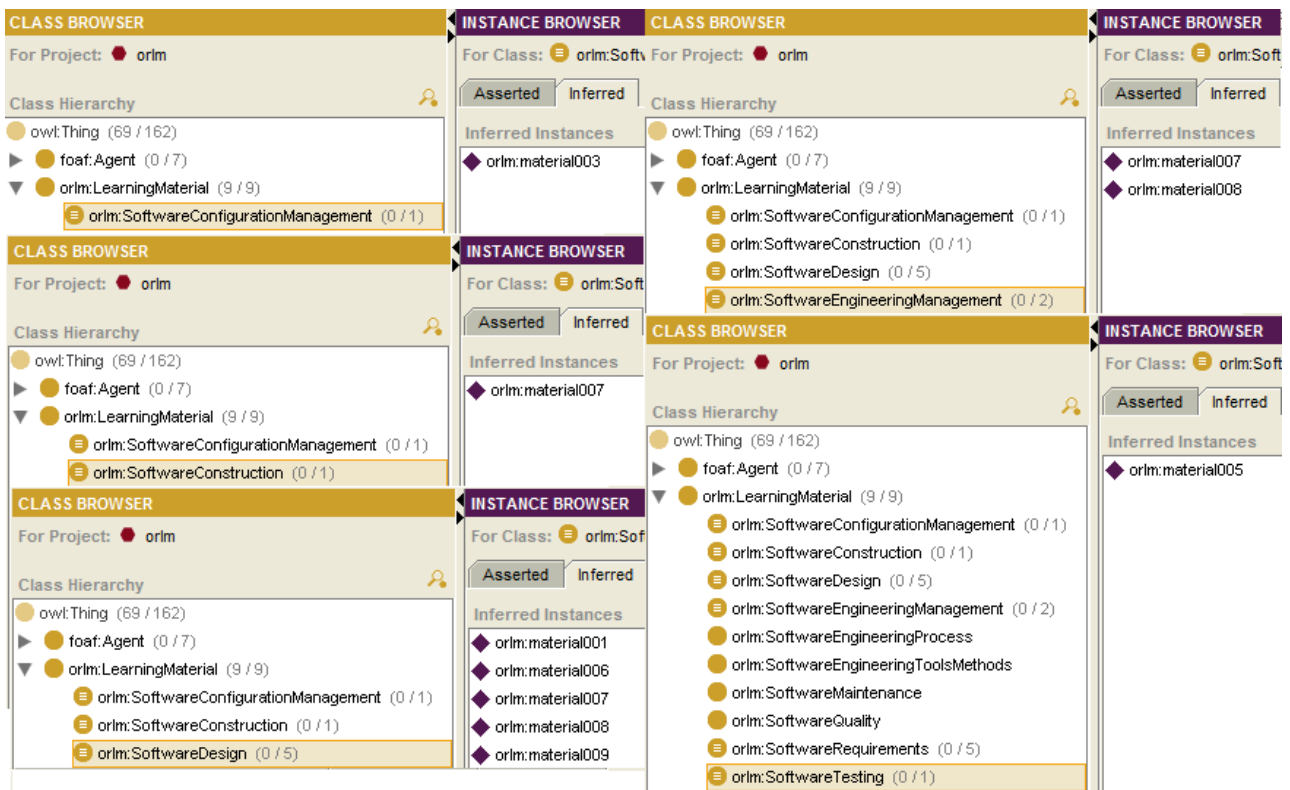 CLASS BROWSER
For Project: orlm
Class Hierarchy
owl:Thing (69 / 162)
foaf:Agent (0 / 7)
orlm:LearningMaterial (9 / 9)
orlm:SoftwareConfigurationManagement (0 / 1)
INSTANCE BROWSER
For Class: orlm:Softw
Asserted Inferred
Inferred Instances
orlm:material003
CLASS BROWSER
For Project: orlm
Class Hierarchy
owl:Thing (69 / 162)
foaf:Agent (0 / 7)
orlm:LearningMaterial (9 / 9)
orlm:SoftwareConfigurationManagement (0 / 1)
orlm:SoftwareConstruction (0 / 1)
INSTANCE BROWSER
For Class: orlm:Soft
Asserted Inferred
Inferred Instances
orlm:material007
CLASS BROWSER
For Project: orlm
Class Hierarchy
owl:Thing (69 / 162)
foaf:Agent (0 / 7)
orlm:LearningMaterial (9 / 9)
orlm:SoftwareConfigurationManagement (0 / 1)
orlm:SoftwareConstruction (0 / 1)
orlm:SoftwareDesign (0 / 5)
INSTANCE BROWSER
For Class: orlm:Sof
Asserted Inferred
Inferred Instances
orlm:material001
orlm:material006
orlm:material007
orlm:material008
orlm:material009
CLASS BROWSER
For Project: orlm
Class Hierarchy
owl:Thing (69 / 162)
foaf:Agent (0 / 7)
orlm:LearningMaterial (9 / 9)
orlm:SoftwareConfigurationManagement (0 / 1)
orlm:SoftwareConstruction (0 / 1)
orlm:SoftwareDesign (0 / 5)
orlm:SoftwareEngineeringManagement (0 / 2)
INSTANCE BROWSER
For Class: orlm:Soft
Asserted Inferred
Inferred Instances
orlm:material007
orlm:material008
CLASS BROWSER
For Project: orlm
Class Hierarchy
owl:Thing (69 / 162)
foaf:Agent (0 / 7)
orlm:LearningMaterial (9 / 9)
orlm:SoftwareConfigurationManagement (0 / 1)
orlm:SoftwareConstruction (0 / 1)
orlm:SoftwareDesign (0 / 5)
orlm:SoftwareEngineeringManagement (0 / 2)
orlm:SoftwareEngineeringProcess
orlm:SoftwareEngineeringToolsMethods
orlm:SoftwareMaintenance
orlm:SoftwareQuality
orlm:SoftwareRequirements (0 / 5)
orlm:SoftwareTesting (0 / 1)
INSTANCE BROWSER
For Class: orlm:Soft
Asserted Inferred
Inferred Instances
orlm:material005